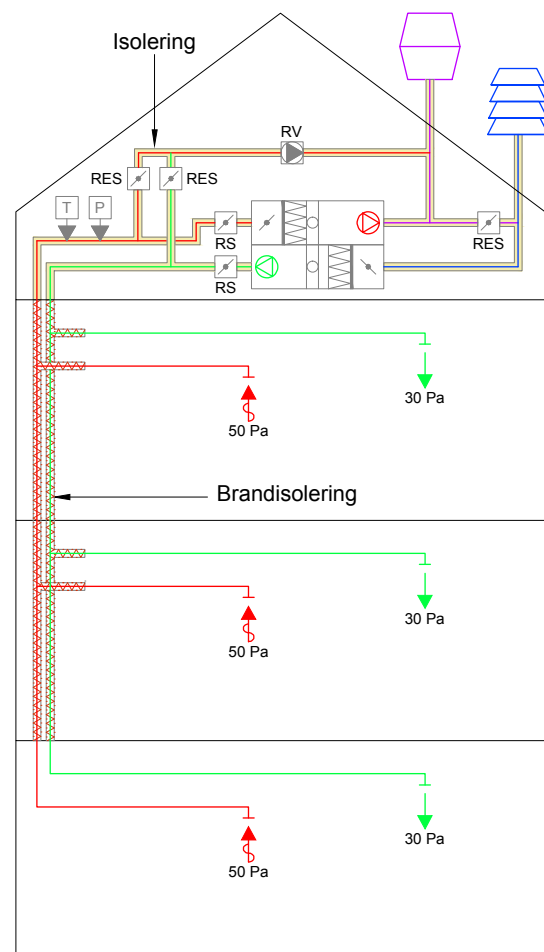 Isolering
RV
RES
RES
T
P
RS
RES
RS
30 Pa
50 Pa
Brandisolering
30 Pa
50 Pa
30 Pa
50 Pa